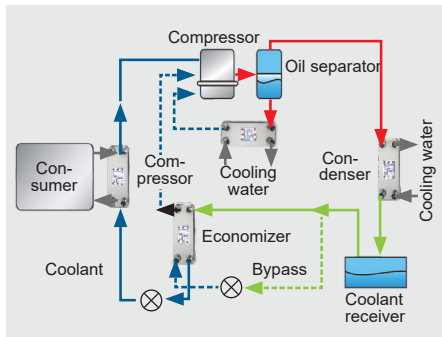 Compressor
Oil separator
Con-
sumer
Com-
pressor
Cooling
water
Con-
denser
Cooling water
Economizer
Coolant
Bypass
Coolant
receiver